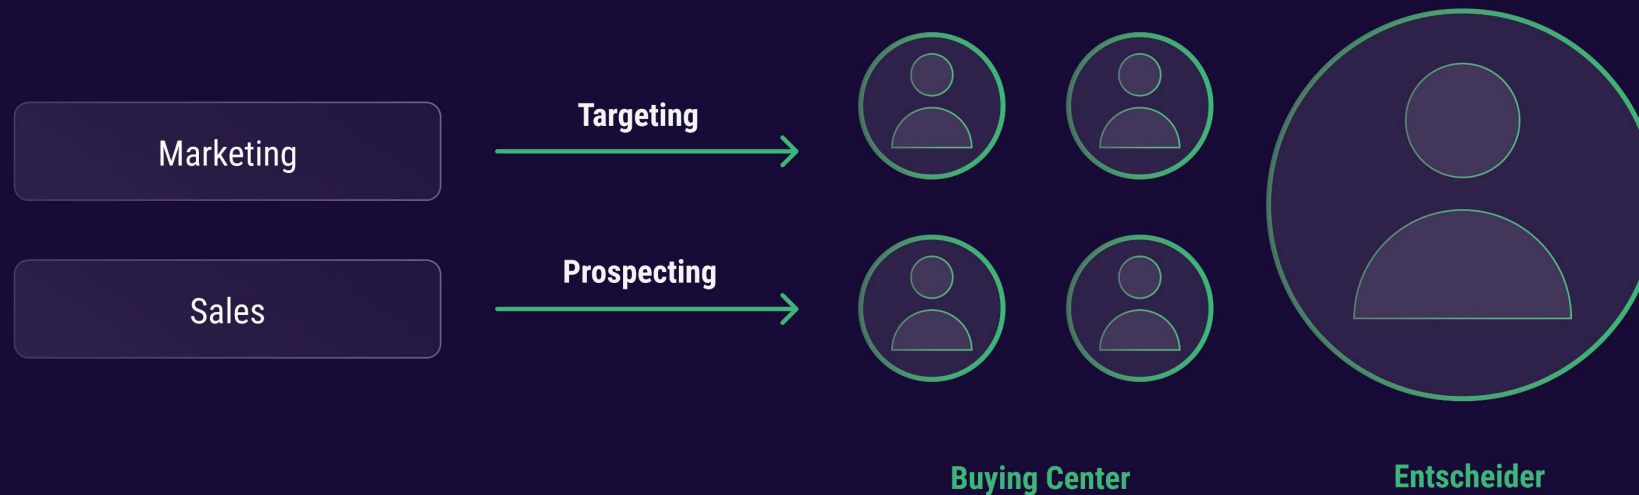 Marketing
Targeting
Sales
Prospecting
Buying Center
Entscheider